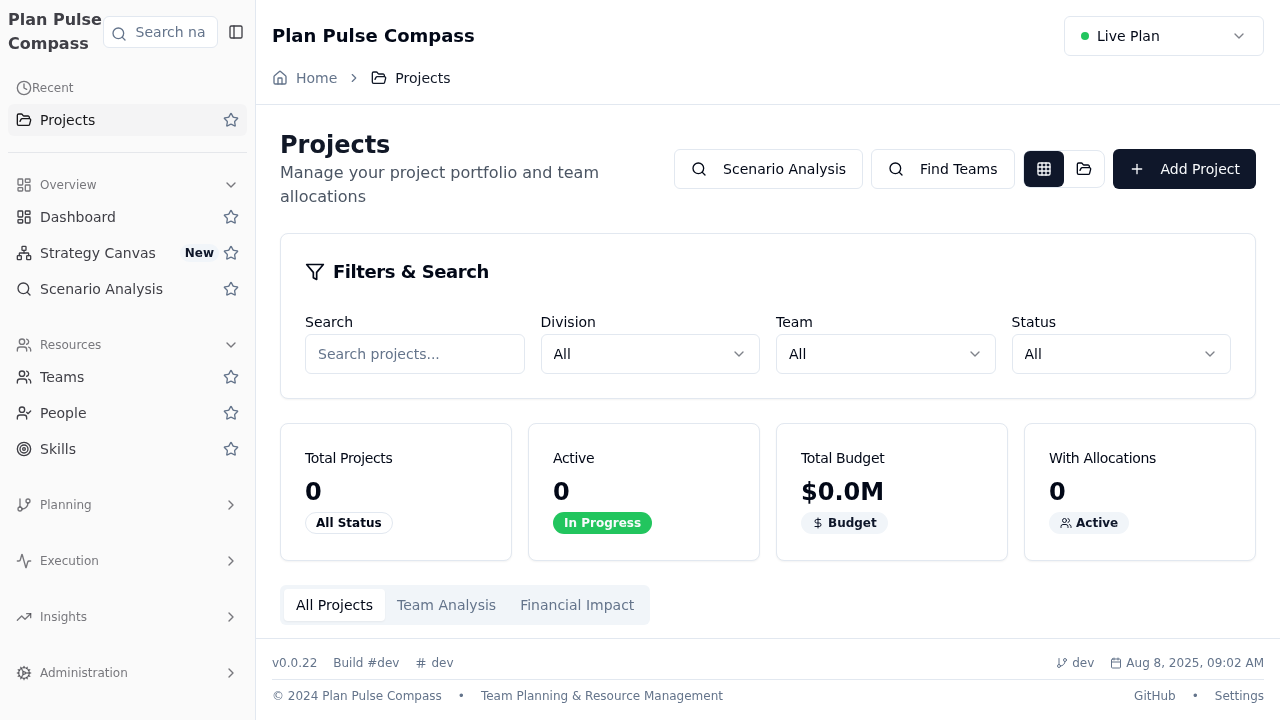 Plan Pulse
Compass
Search na
Recent
Projects
Overview
Dashboard
Strategy Canvas New
Scenario Analysis
Resources
Teams
People
Skills
Planning
Execution
Insights
Administration
Plan Pulse Compass
Live Plan
Home
Projects
Projects
Manage your project portfolio and team
allocations
Scenario Analysis
Find Teams
Add Project
Filters & Search
Search
Search projects...
Division
All
Team
All
Status
All
Total Projects
0
All Status
Active
0
In Progress
Total Budget
$0.0M
Budget
With Allocations
0
Active
All Projects
Team Analysis
Financial Impact
v0.0.22 Build #dev dev
dev Aug 8, 2025, 09:02 AM
© 2024 Plan Pulse Compass • Team Planning & Resource Management
GitHub • Settings